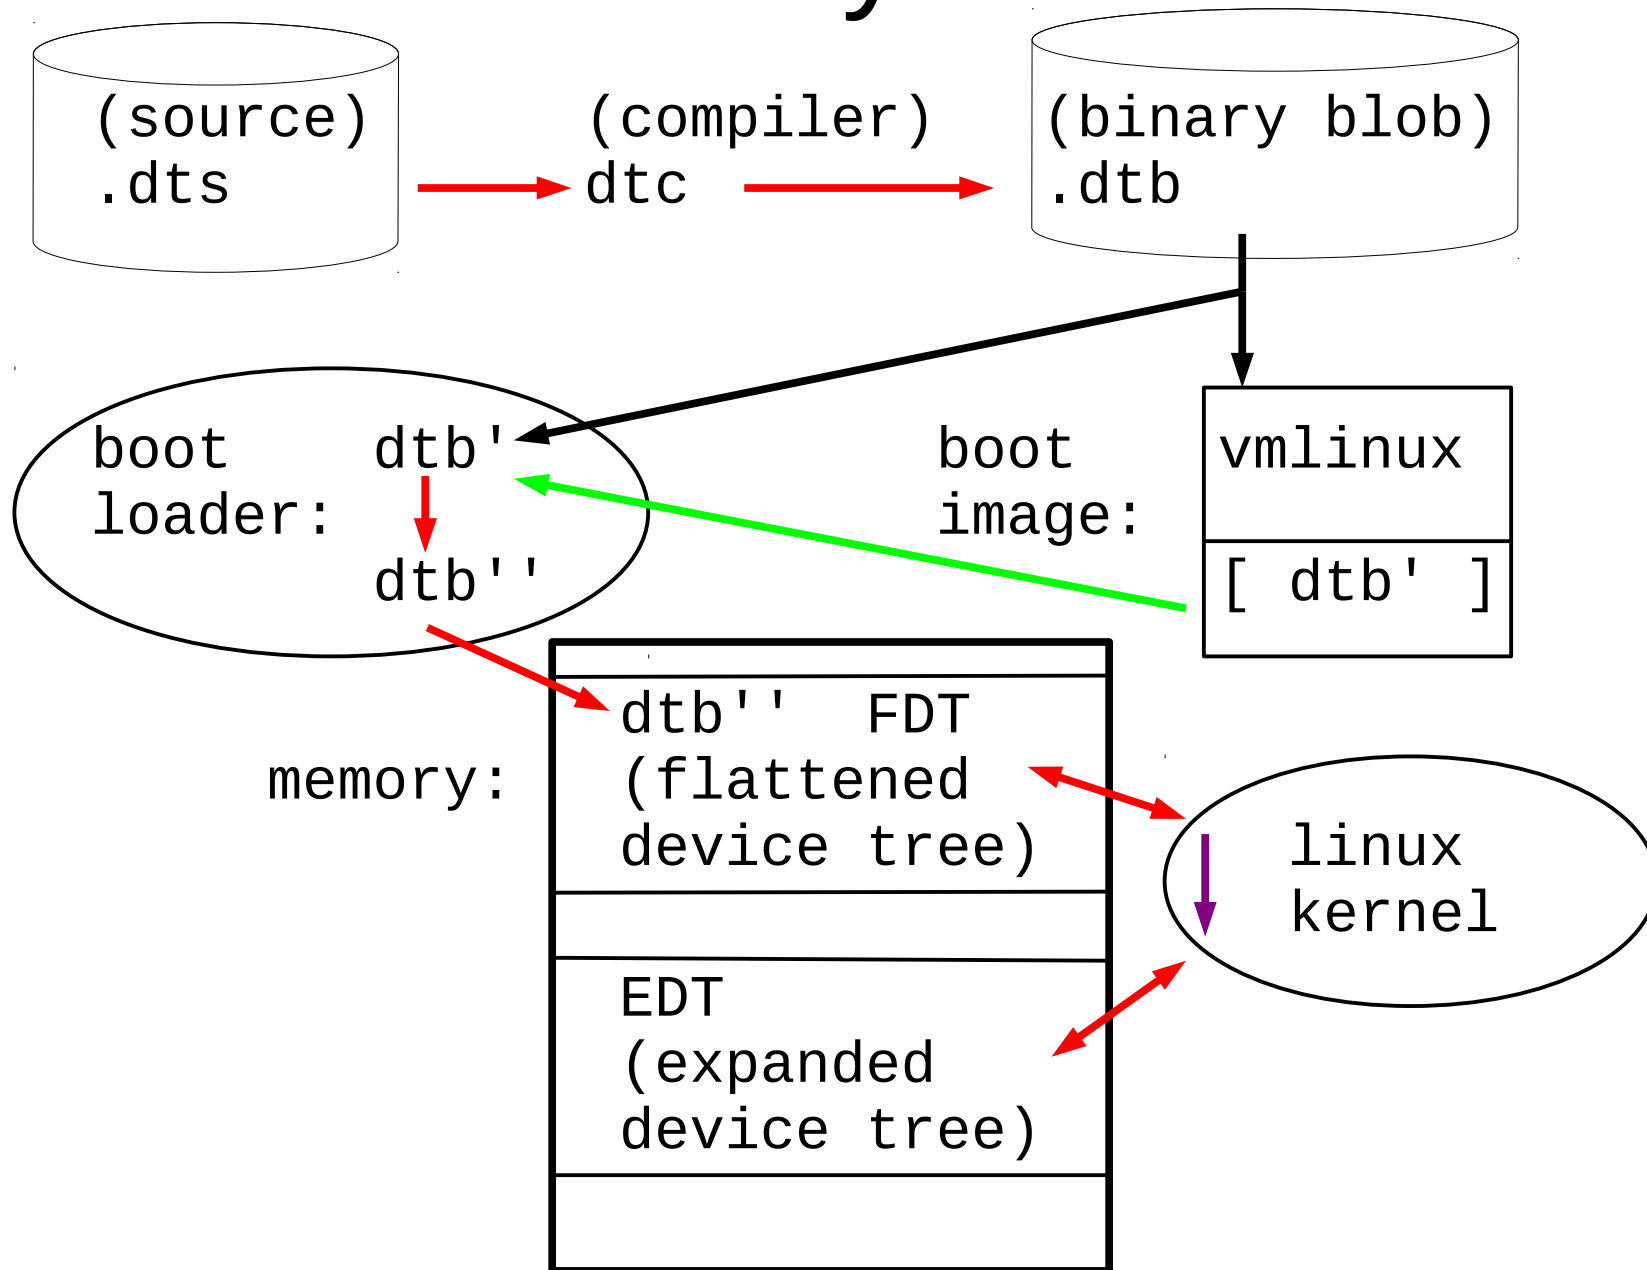 (source)
.dts
(compiler)
dtc
(binary blob)
.dtb
boot
loader:
dtb'
dtb''
boot
image:
vmlinux
[ dtb' ]
memory:
dtb'' FDT
(flattened
device tree)
linux
kernel
EDT
(expanded
device tree)